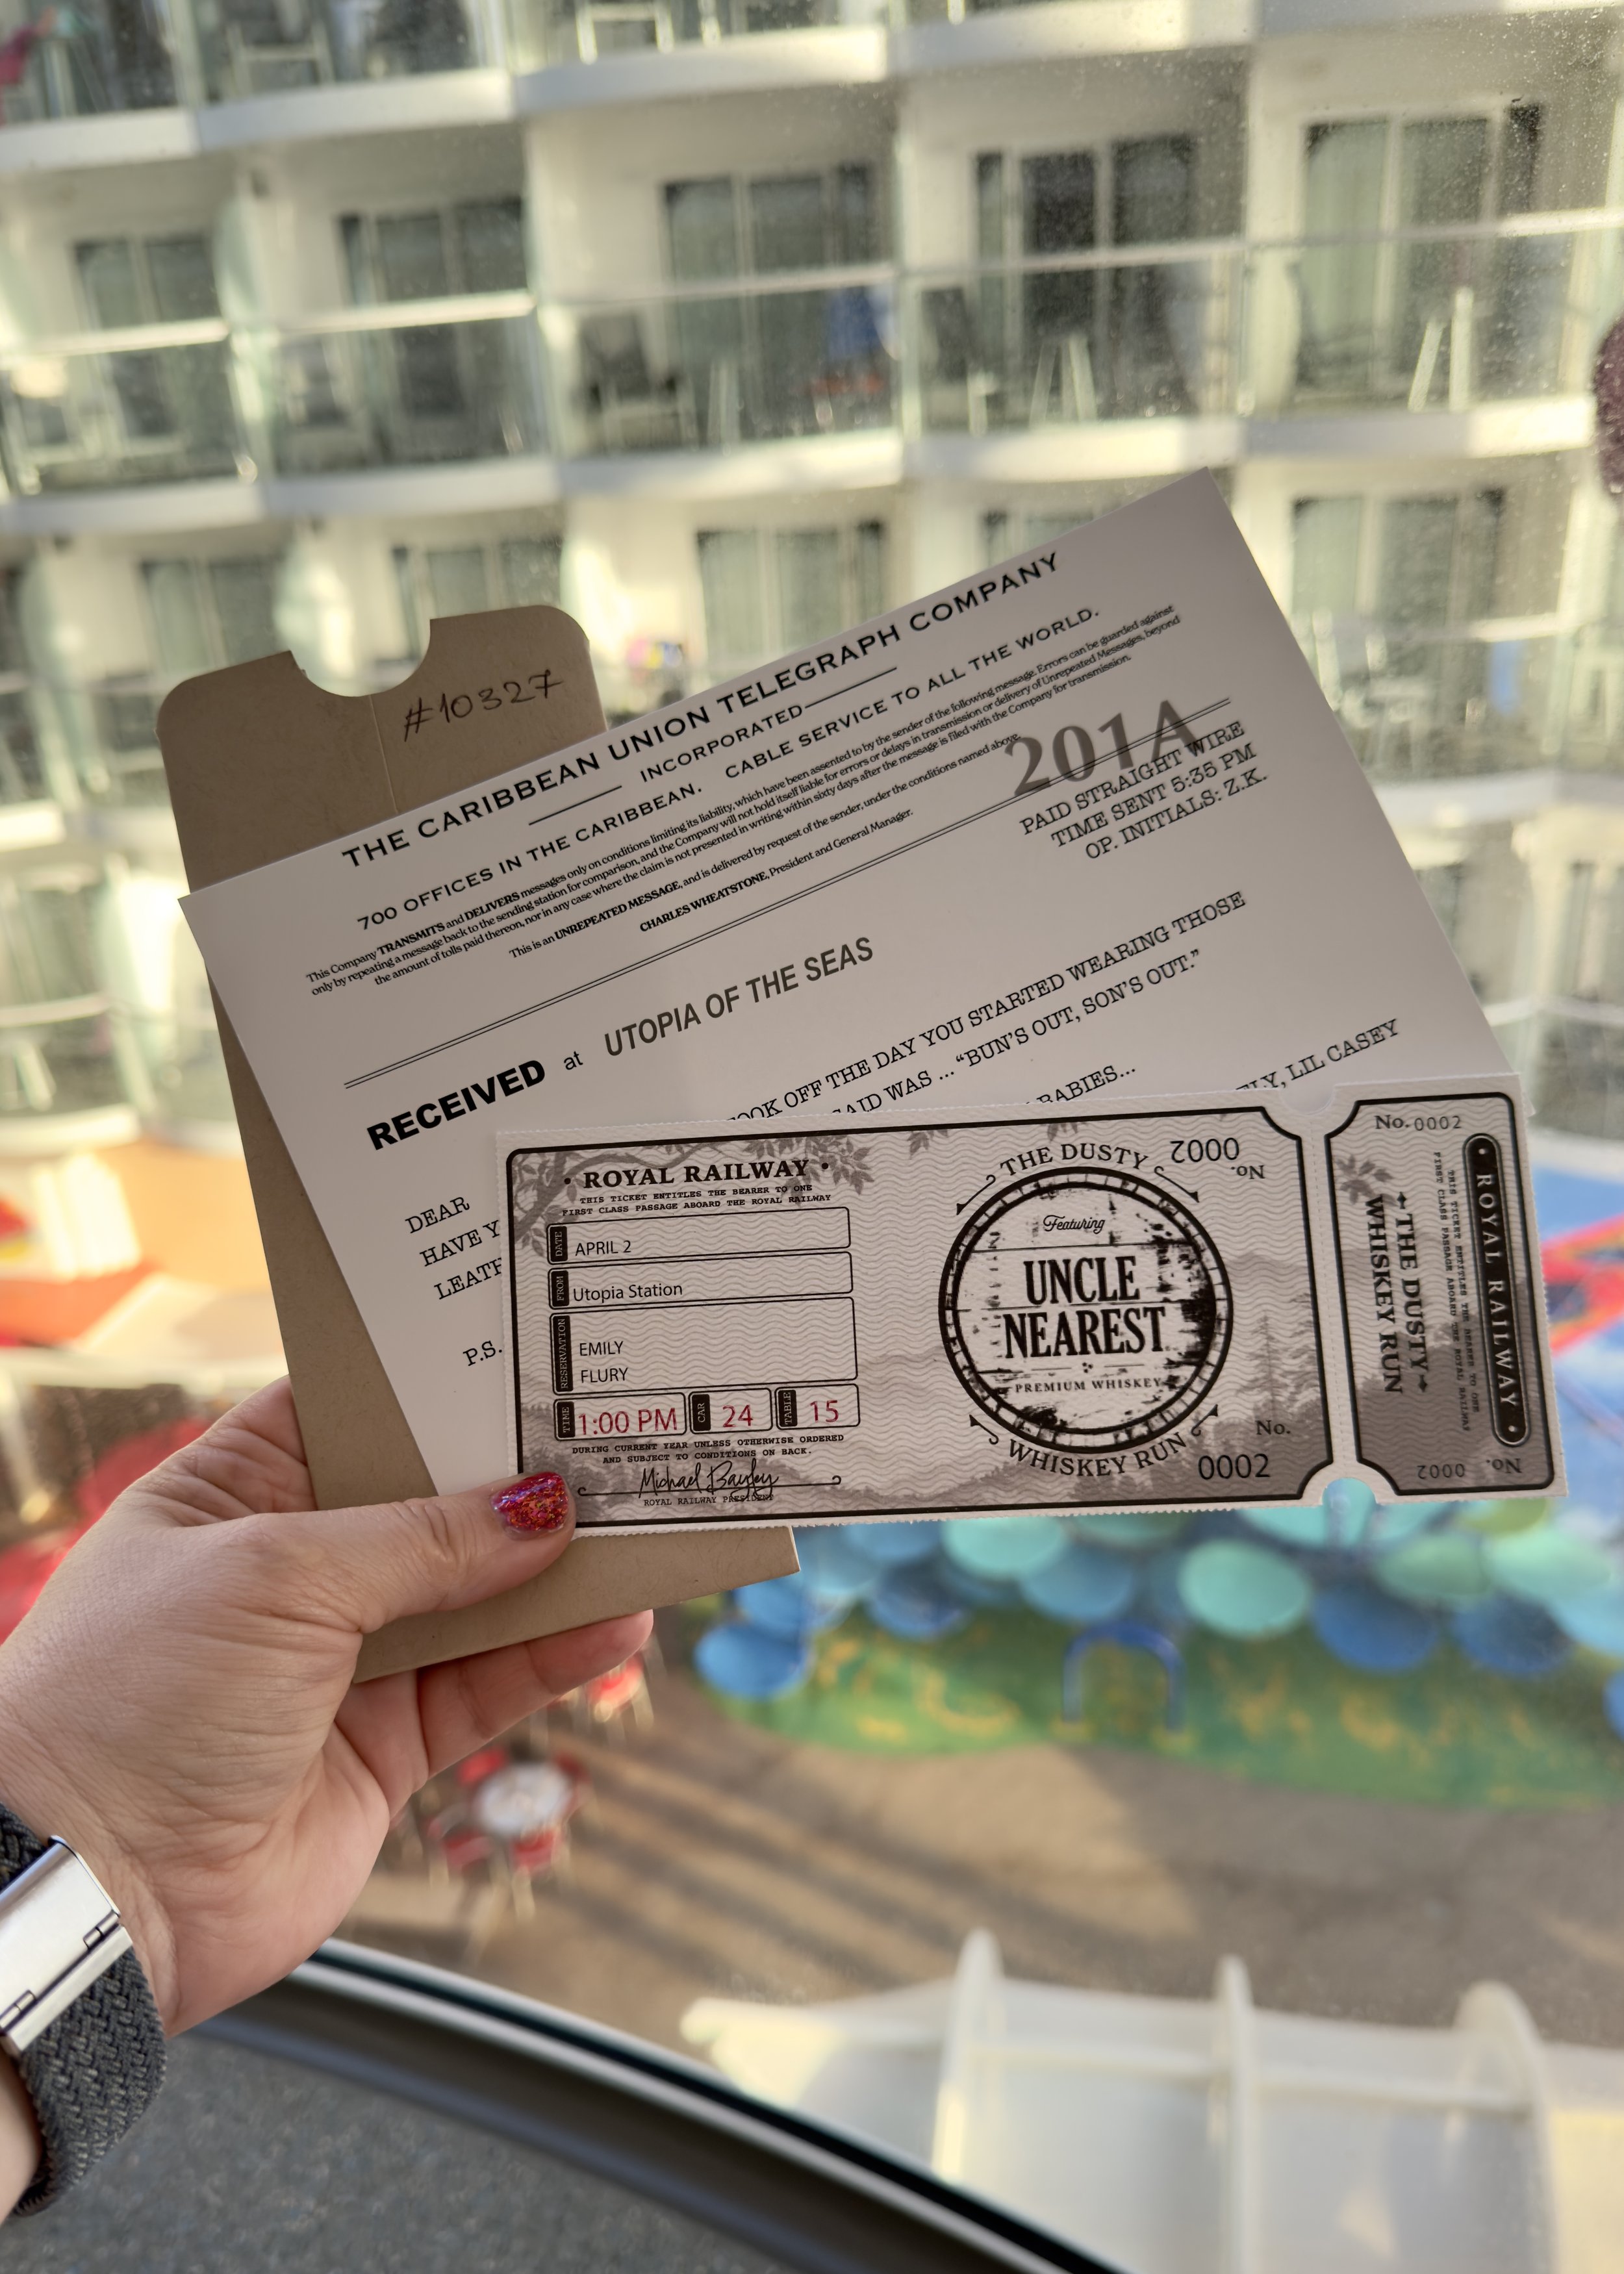 #10327
THE CARIBBEAN UNION TELEGRAPH COMPANY
INCORPORATED
700 OFFICES IN THE CARIBBEAN. CABLE SERVICE TO ALL THE WORLD.
This Company TRANSMITS and DELIVERS messages only on conditions limiting its liability, which have been assented to by the sender of the following message. Errors can be guarded against
only by repeating a message back to the sending station for comparison, and the Company will not hold itself liable for errors or delays in transmission or delivery of Unrepeated Messages, beyond
the amount of tolls paid thereon, nor in any case where the claim is not presented in writing within sixty days after the message is filed with the Company for transmission.
This is an UNREPEATED MESSAGE, and is delivered by request of the sender, under the conditions named above.
CHARLES WHEATSTONE, President and General Manager.
201A
PAID STRAIGHT WIRE
TIME SENT 5:35 PM
OP. INITIALS: Z.K.
RECEIVED at UTOPIA OF THE SEAS
DEAR
HAVE Y
OOK OFF THE DAY YOU STARTED WEARING THOSE
LEATH
AID WAS ... “BUN'S OUT, SON'S OUT.”
P.S.
BABIES...
LY, LIL CASEY
• ROYAL RAILWAY •
THIS TICKET ENTITLES THE BEARER TO ONE
FIRST CLASS PASSAGE ABOARD THE ROYAL RAILWAY
DATE APRIL 2
FROM Utopia Station
RESERVATION EMILY
FLURY
TIME 1:00 PM CAR 24 TABLE 15
DURING CURRENT YEAR UNLESS OTHERWISE ORDERED
AND SUBJECT TO CONDITIONS ON BACK.
Michael Bayley
ROYAL RAILWAY PRESIDENT
THE DUSTY
Featuring
UNCLE
NEAREST
PREMIUM WHISKEY
WHISKEY RUN
No. 0002
No.
0002
No. 0002
ROYAL RAILWAY
THIS TICKET ENTITLES THE BEARER TO ONE
FIRST CLASS PASSAGE ABOARD THE ROYAL RAILWAY
THE DUSTY
WHISKEY RUN
No. 0002